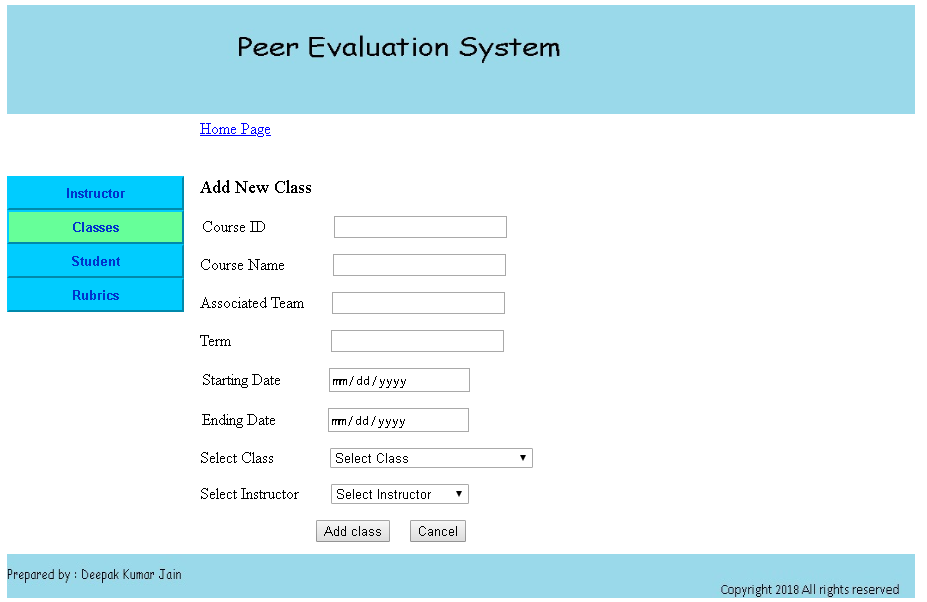 Peer Evaluation System
Home Page
Instructor
Classes
Student
Rubrics
Add New Class
Course ID
Course Name
Associated Team
Term
Starting Date mm/dd/yyyy
Ending Date mm/dd/yyyy
Select Class Select Class
Select Instructor Select Instructor
Add class Cancel
Prepared by : Deepak Kumar Jain
Copyright 2018 All rights reserved